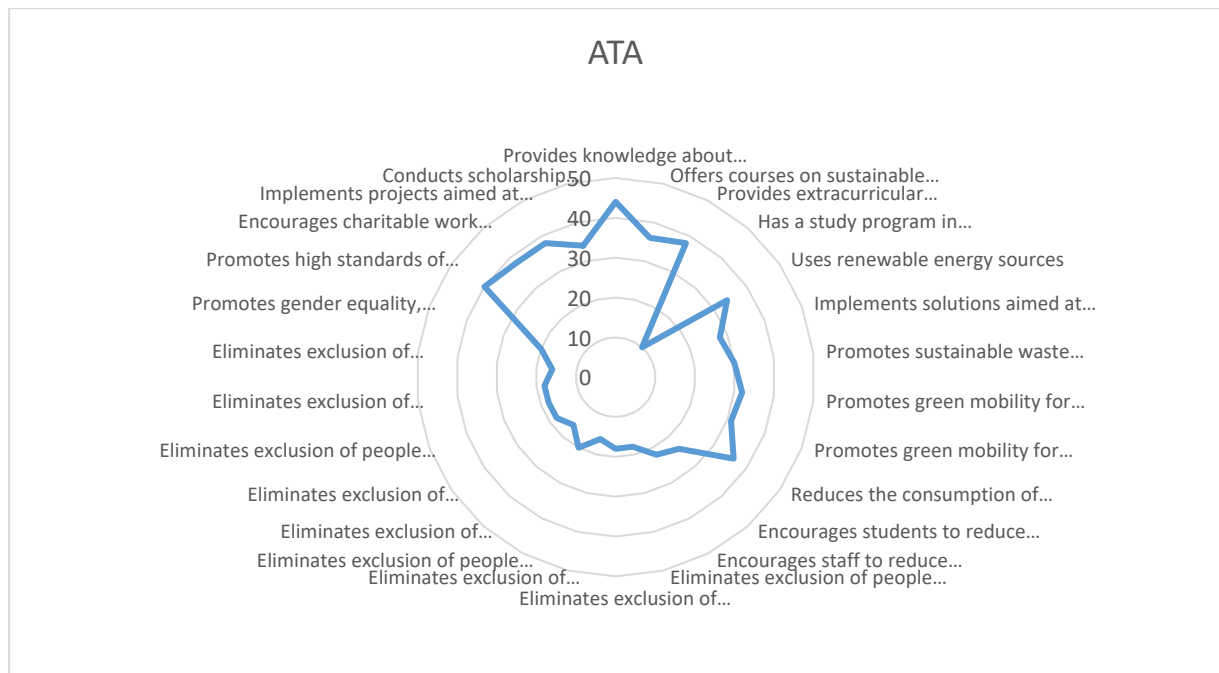 ATA
Provides knowledge about…
Offers courses on sustainable…
Provides extracurricular…
Has a study program in…
Uses renewable energy sources
Implements solutions aimed at…
Promotes sustainable waste…
Promotes green mobility for…
Promotes green mobility for…
Reduces the consumption of…
Encourages students to reduce…
Encourages staff to reduce…
Eliminates exclusion of people…
Eliminates exclusion of…
Eliminates exclusion of…
Eliminates exclusion of people…
Eliminates exclusion of…
Eliminates exclusion of…
Eliminates exclusion of people…
Eliminates exclusion of…
Eliminates exclusion of…
Promotes gender equality,…
Promotes high standards of…
Encourages charitable work…
Implements projects aimed at…
Conducts scholarship…
50
40
30
20
10
0